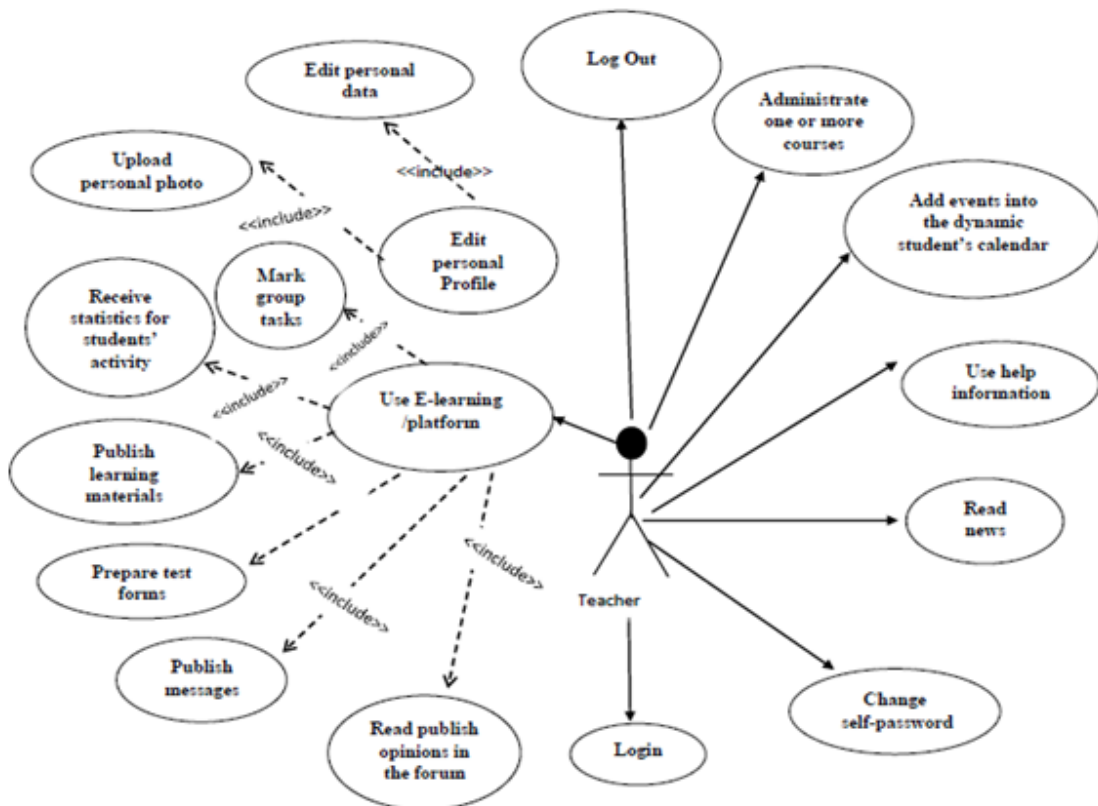 Log Out
Edit personal
data
Administrate
one or more
courses
Upload
personal photo
<<include>>
<<include>>
Add events into
the dynamic
student's calendar
Edit
personal
Profile
Mark
group
tasks
Receive
statistics for
students'
activity
<<include>>
Use help
information
<<include>>
Use E-learning
/platform
<<include>>
Publish
learning
materials
Read
news
<<include>>
Prepare test
forms
<<include>>
Teacher
Publish
messages
Change
self-password
Read publish
opinions in
the forum
Login